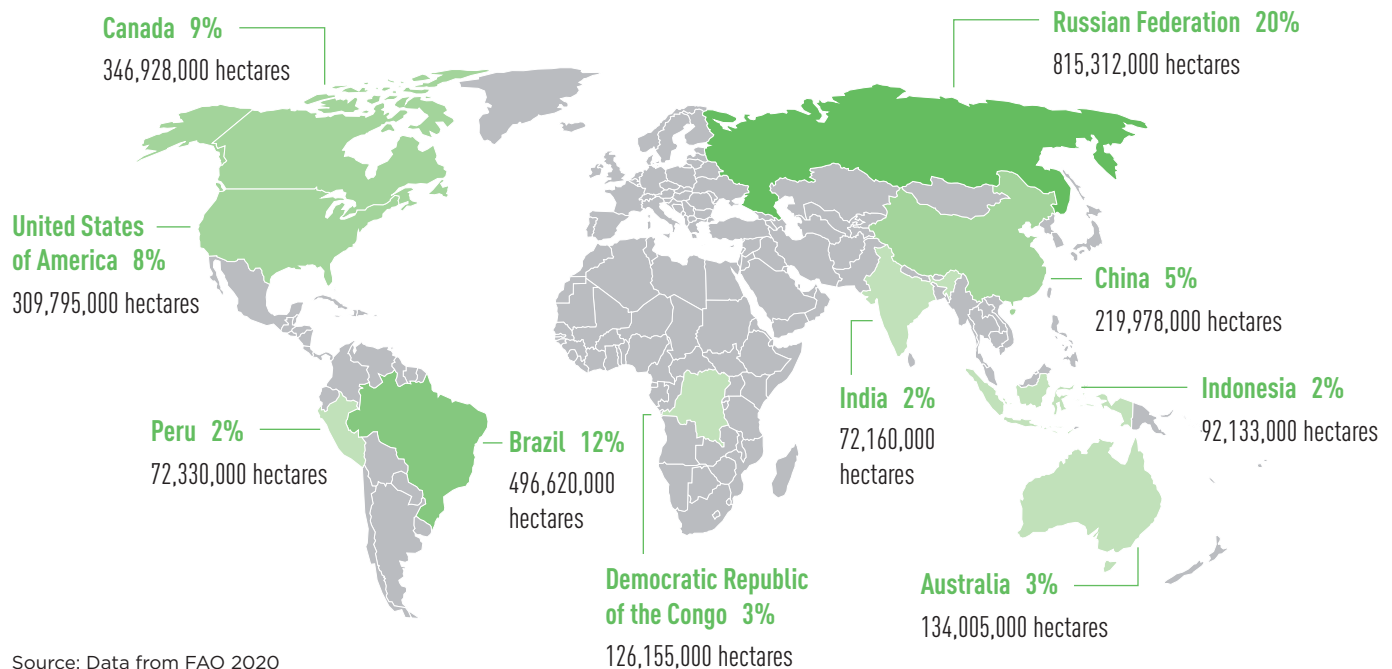 Canada 9%
346,928,000 hectares
Russian Federation 20%
815,312,000 hectares
United States
of America 8%
309,795,000 hectares
China 5%
219,978,000 hectares
Peru 2%
72,330,000 hectares
Brazil 12%
496,620,000
hectares
India 2%
72,160,000
hectares
Indonesia 2%
92,133,000 hectares
Democratic Republic
of the Congo 3%
126,155,000 hectares
Australia 3%
134,005,000 hectares
Source: Data from FAO 2020